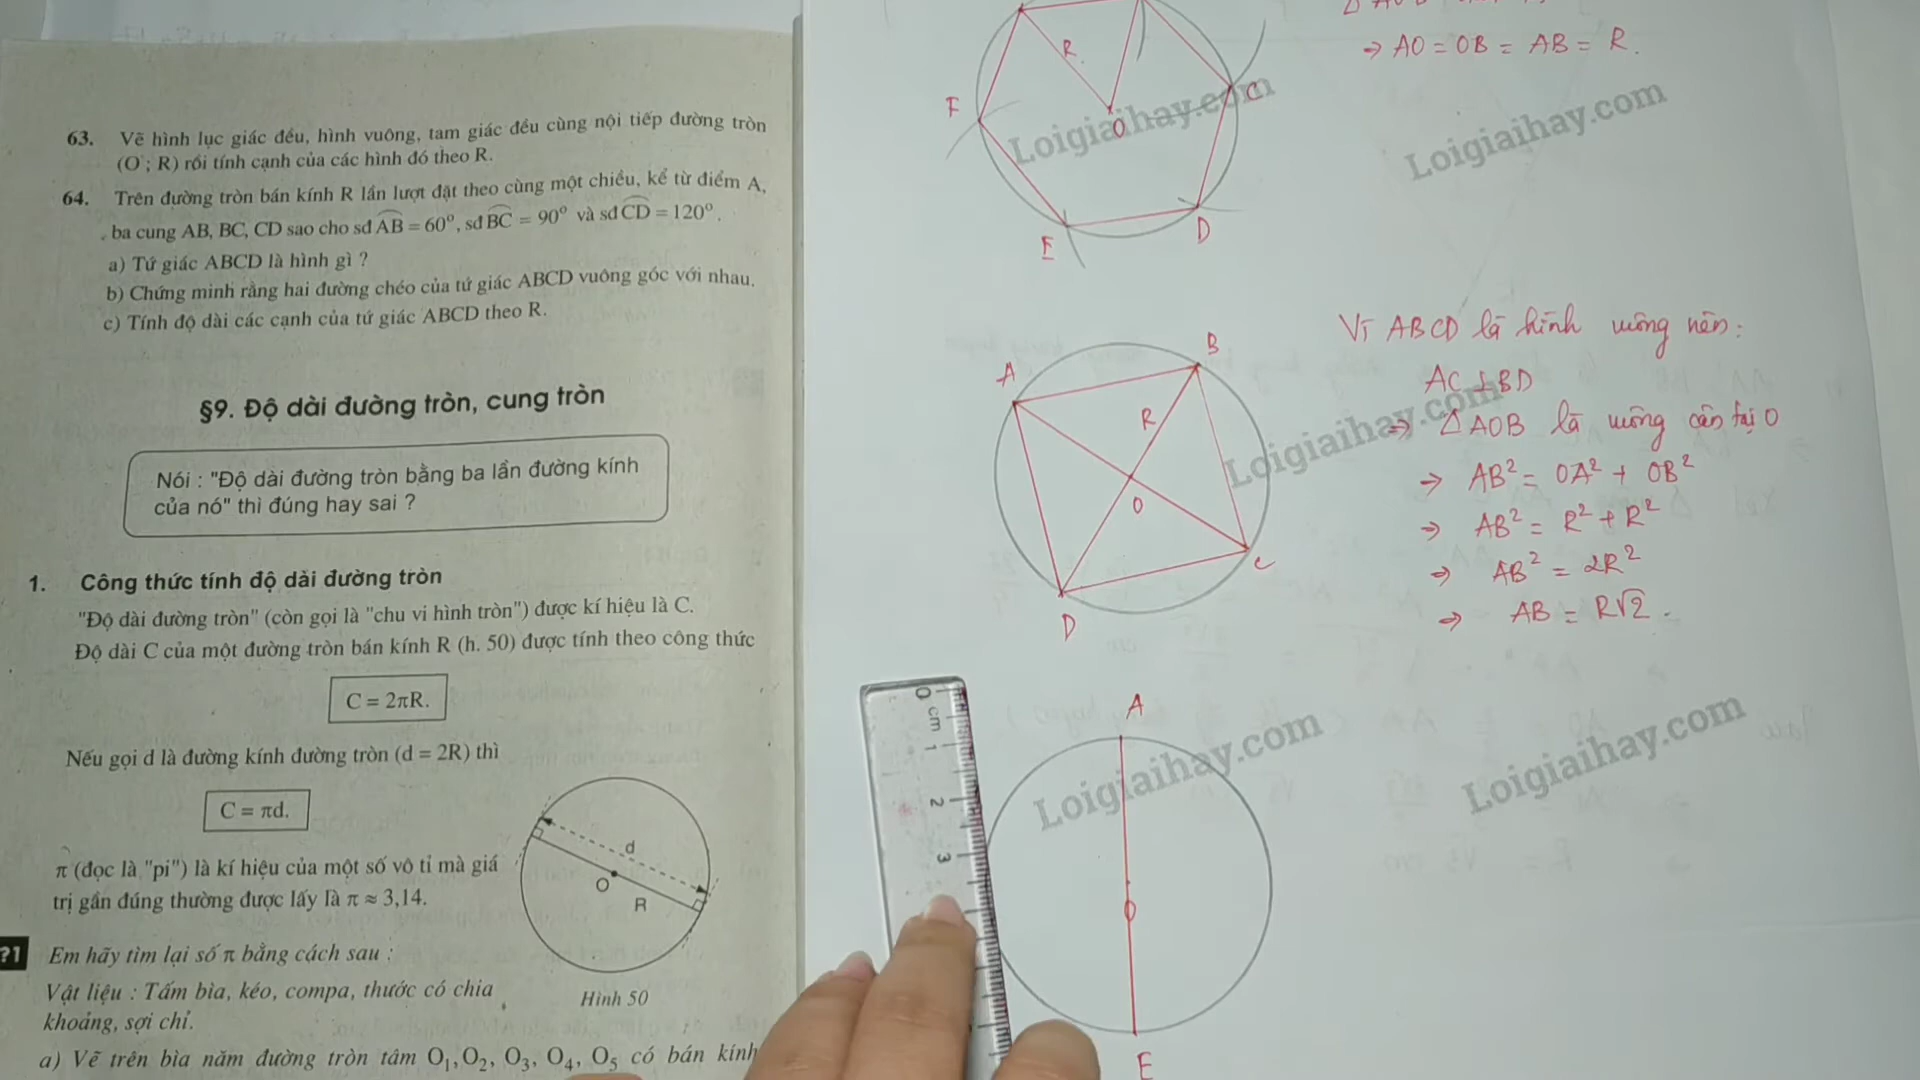 63. Vẽ hình lục giác đều, hình vuông, tam giác đều cùng nội tiếp đường tròn
(O ; R) rồi tính cạnh của các hình đó theo R.
64. Trên đường tròn bán kính R lần lượt đặt theo cùng một chiều, kể từ điểm A,
ba cung AB, BC, CD sao cho sđ AB = 60°, sđ BC = 90° và sđ CD = 120°.
a) Tứ giác ABCD là hình gì ?
b) Chứng minh rằng hai đường chéo của tứ giác ABCD vuông góc với nhau.
c) Tính độ dài các cạnh của tứ giác ABCD theo R.
§9. Độ dài đường tròn, cung tròn
Nói : "Độ dài đường tròn bằng ba lần đường kính
của nó" thì đúng hay sai ?
1. Công thức tính độ dài đường tròn
"Độ dài đường tròn" (còn gọi là "chu vi hình tròn") được kí hiệu là C.
Độ dài C của một đường tròn bán kính R (h. 50) được tính theo công thức
C = 2πR.
Nếu gọi d là đường kính đường tròn (d = 2R) thì
C = πd.
π (đọc là "pi") là kí hiệu của một số vô tỉ mà giá
trị gần đúng thường được lấy là π ≈ 3,14.
d
O
R
Hình 50
?1 Em hãy tìm lại số π bằng cách sau :
Vật liệu : Tấm bìa, kéo, compa, thước có chia
khoảng, sợi chỉ.
a) Vẽ trên bìa năm đường tròn tâm O1, O2, O3, O4, O5 có bán kính
⇒ AO = OB = AB = R.
R
F
C
O
E
D
Loigiaihay.com
Loigiaihay.com
Vì ABCD là hình vuông nên:
AC ⊥ BD
⇒ △AOB là vuông cân tại O
⇒ AB² = OA² + OB²
⇒ AB² = R² + R²
⇒ AB² = 2R²
⇒ AB = R√2.
A
B
R
O
C
D
Loigiaihay.com
0 cm
1
2
3
A
O
E
Loigiaihay.com
Loigiaihay.com